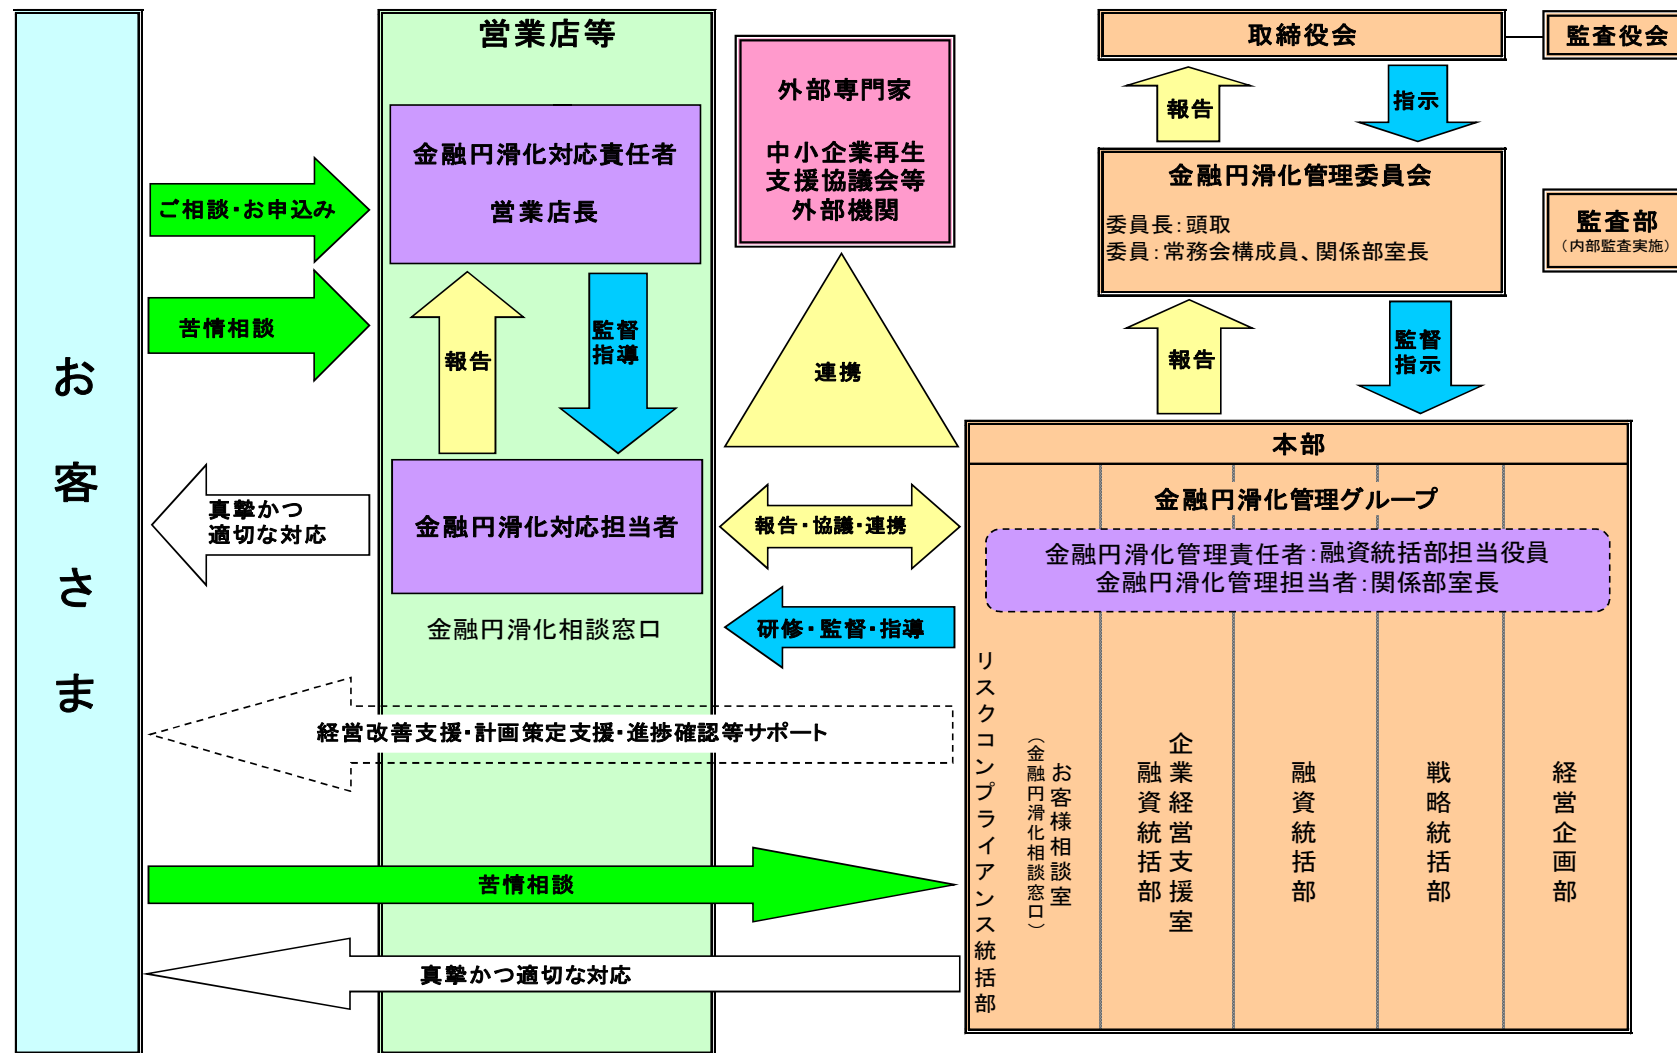 お客さま
ご相談・お申込み
苦情相談
真摯かつ
適切な対応
営業店等
金融円滑化対応責任者
営業店長
報告
監督
指導
金融円滑化対応担当者
金融円滑化相談窓口
外部専門家
中小企業再生
支援協議会等
外部機関
連携
報告・協議・連携
研修・監督・指導
経営改善支援・計画策定支援・進捗確認等サポート
苦情相談
真摯かつ適切な対応
取締役会
監査役会
報告
指示
金融円滑化管理委員会
委員長：頭取
委員：常務会構成員、関係部室長
監査部
（内部監査実施）
報告
監督
指示
本部
金融円滑化管理グループ
金融円滑化管理責任者：融資統括部担当役員
金融円滑化管理担当者：関係部室長
リスクコンプライアンス統括部
お客様相談室
（金融円滑化相談窓口）
企業経営支援室
融資統括部
融資統括部
戦略統括部
経営企画部